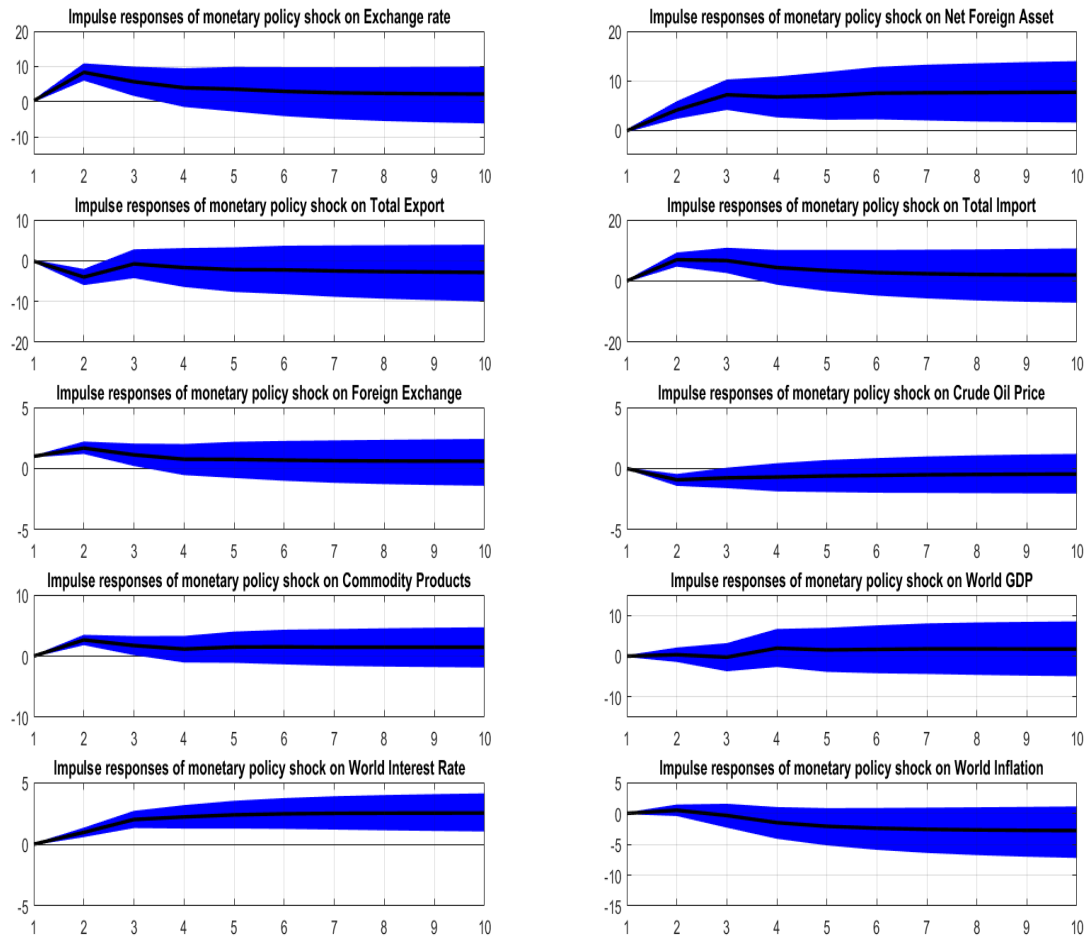 Impulse responses of monetary policy shock on Exchange rate
20
10
0
-10
1 2 3 4 5 6 7 8 9 10
Impulse responses of monetary policy shock on Net Foreign Asset
20
10
0
1 2 3 4 5 6 7 8 9 10
Impulse responses of monetary policy shock on Total Export
10
0
-10
-20
1 2 3 4 5 6 7 8 9 10
Impulse responses of monetary policy shock on Total Import
20
0
-20
1 2 3 4 5 6 7 8 9 10
Impulse responses of monetary policy shock on Foreign Exchange
5
0
-5
1 2 3 4 5 6 7 8 9 10
Impulse responses of monetary policy shock on Crude Oil Price
5
0
-5
1 2 3 4 5 6 7 8 9 10
Impulse responses of monetary policy shock on Commodity Products
10
0
-10
1 2 3 4 5 6 7 8 9 10
Impulse responses of monetary policy shock on World GDP
10
0
-10
1 2 3 4 5 6 7 8 9 10
Impulse responses of monetary policy shock on World Interest Rate
5
0
-5
1 2 3 4 5 6 7 8 9 10
Impulse responses of monetary policy shock on World Inflation
5
0
-5
-10
-15
1 2 3 4 5 6 7 8 9 10